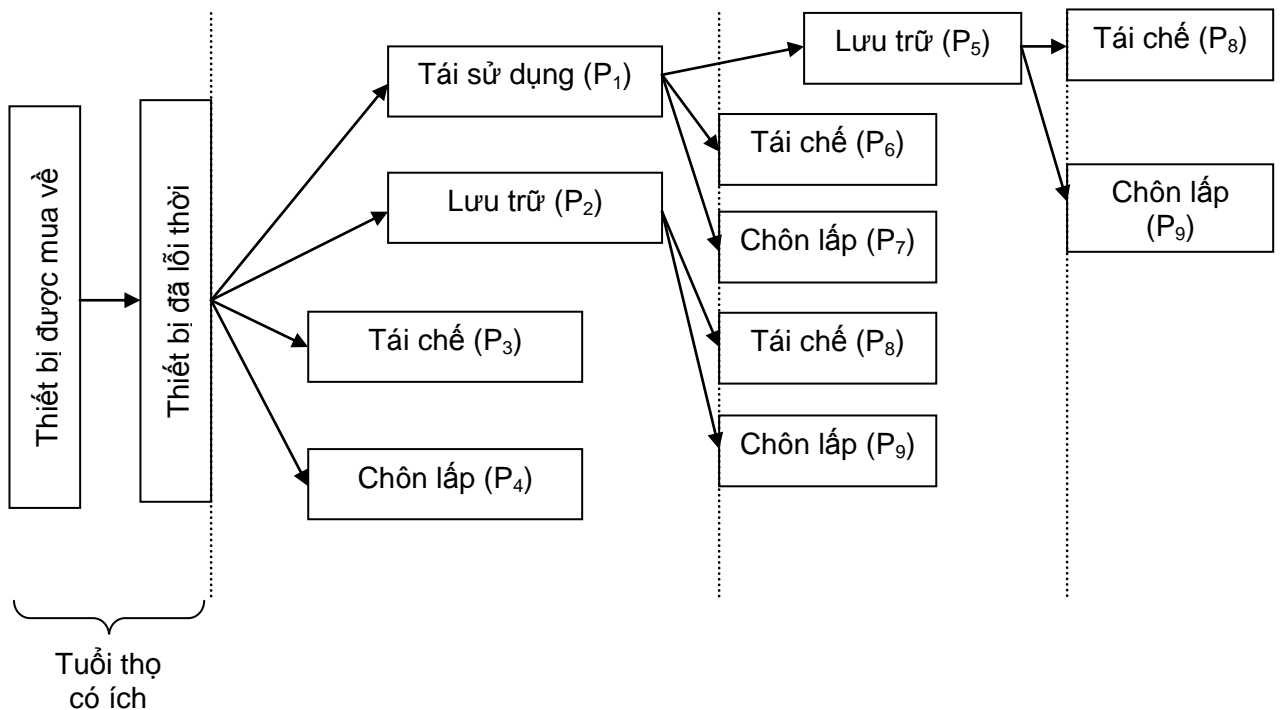 Thiết bị được mua về
Thiết bị đã lỗi thời
Tái sử dụng (P₁)
Lưu trữ (P₂)
Tái chế (P₃)
Chôn lấp (P₄)
Lưu trữ (P₅)
Tái chế (P₆)
Chôn lấp (P₇)
Tái chế (P₈)
Chôn lấp (P₉)
Tái chế (P₈)
Chôn lấp
(P₉)
Tuổi thọ
có ích